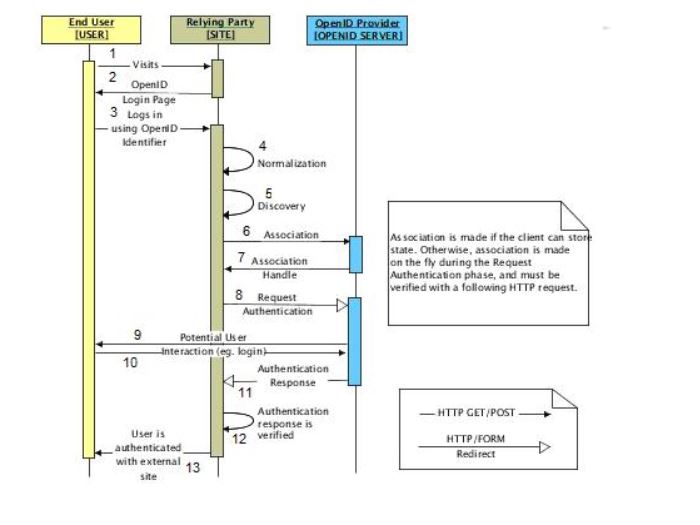 End User
[USER]
Relying Party
[SITE]
OpenID Provider
[OPENID SERVER]
1
Visits
2
OpenID
Login Page
3 Logs in
using OpenID
Identifier
4
Normalization
5
Discovery
6 Association
7 Association
Handle
8 Request
Authentication
9 Potential User
Interaction (eg. login)
10
Authentication
Response
11
Authentication
response is
verified
12
User is
authenticated
with external
site
13
Association is made if the client can store
state. Otherwise, association is made
on the fly during the Request
Authentication phase, and must be
verified with a following HTTP request.
HTTP GET/POST
HTTP/FORM
Redirect